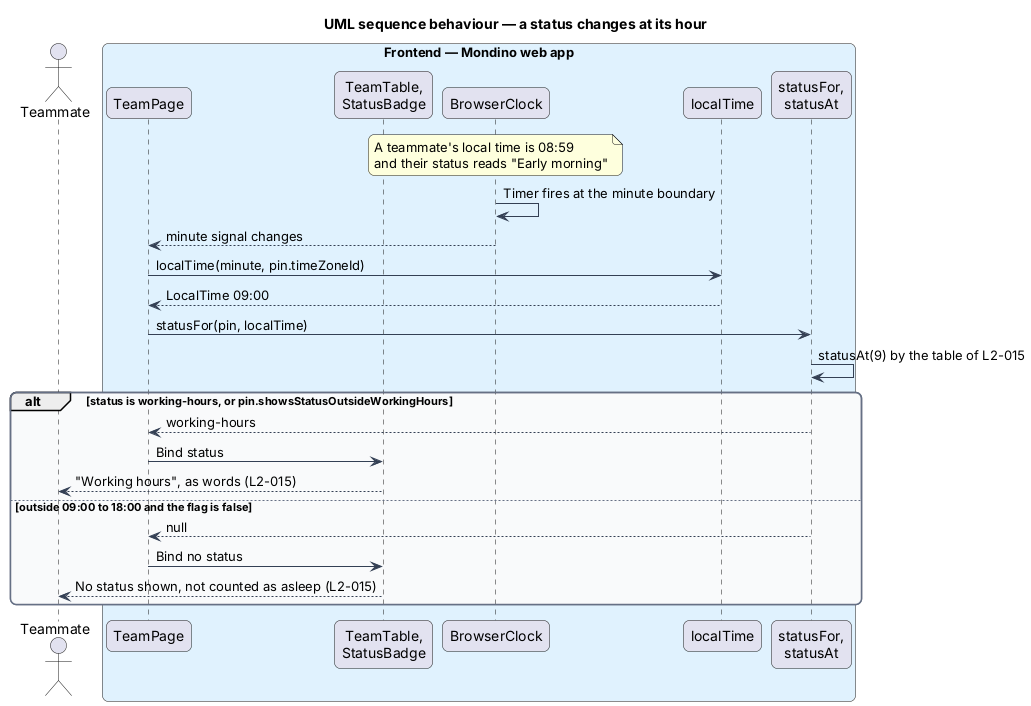 UML sequence behaviour — a status changes at its hour
Frontend — Mondino web app
Teammate
TeamPage
TeamTable,
StatusBadge
BrowserClock
localTime
statusFor,
statusAt
A teammate's local time is 08:59
and their status reads "Early morning"
Timer fires at the minute boundary
minute signal changes
localTime(minute, pin.timeZoneId)
LocalTime 09:00
statusFor(pin, localTime)
statusAt(9) by the table of L2-015
alt
[status is working-hours, or pin.showsStatusOutsideWorkingHours]
working-hours
Bind status
"Working hours", as words (L2-015)
[outside 09:00 to 18:00 and the flag is false]
null
Bind no status
No status shown, not counted as asleep (L2-015)
Teammate
TeamPage
TeamTable,
StatusBadge
BrowserClock
localTime
statusFor,
statusAt